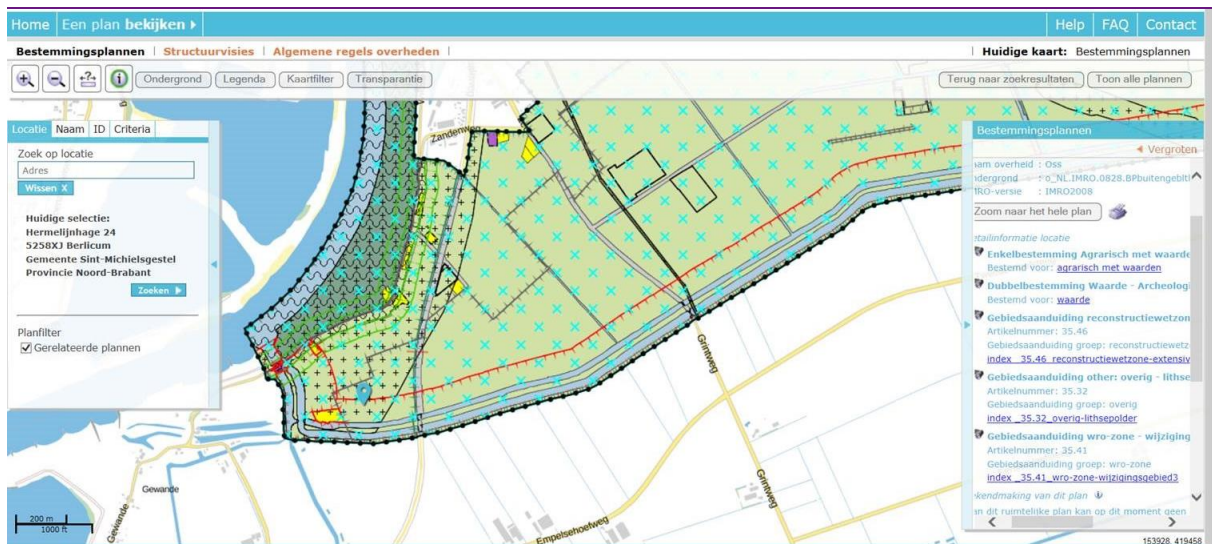 Home Een plan bekijken Help FAQ Contact
Bestemmingsplannen Structuurvisies Algemene regels overheden Huidige kaart: Bestemmingsplannen
Ondergrond Legenda Kaartfilter Transparantie Terug naar zoekresultaten Toon alle plannen
Locatie Naam ID Criteria
Zoek op locatie
Adres
Wissen X
Huidige selectie:
Hermelijnhage 24
5258XJ Berlicum
Gemeente Sint-Michielsgestel
Provincie Noord-Brabant
Zoeken
Planfilter
Gerelateerde plannen
Zandenweg
Grintweg
Grintweg
Gewande
Gewande
Empelsehoefweg
200 m
1000 ft
Bestemmingsplannen
Vergroten
aam overheid : Oss
ndergrond : o_NL.IMRO.0828.BPbuitengebltl
IRO-versie : IMRO2008
Zoom naar het hele plan
etailinformatie locatie
Enkelbestemming Agrarisch met waarde
Bestemd voor: agrarisch met waarden
Dubbelbestemming Waarde - Archeologi
Bestemd voor: waarde
Gebiedsaanduiding reconstructiewetzon
Artikelnummer: 35.46
Gebiedsaanduiding groep: reconstructiewetz
index _35.46_reconstructiewetzone-extensiv
Gebiedsaanduiding other: overig - lithse
Artikelnummer: 35.32
Gebiedsaanduiding groep: overig
index _35.32_overig-lithsepolder
Gebiedsaanduiding wro-zone - wijziging
Artikelnummer: 35.41
Gebiedsaanduiding groep: wro-zone
index _35.41_wro-zone-wijzigingsgebied3
ekendmaking van dit plan
an dit ruimtelijke plan kan op dit moment geen
153928, 419458